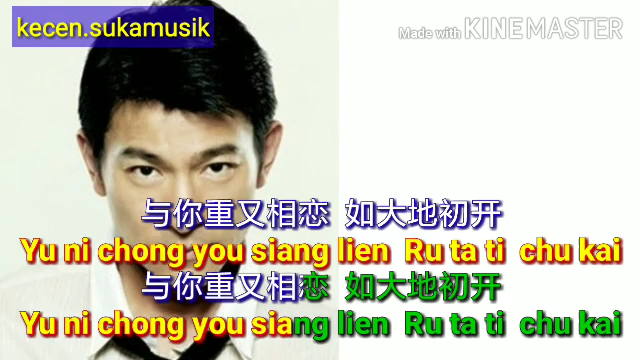 kecen.sukamusik
Made with KINEMASTER
与你重又相恋 如大地初开
Yu ni chong you siang lien Ru ta ti chu kai
与你重又相恋 如大地初开
Yu ni chong you siang lien Ru ta ti chu kai